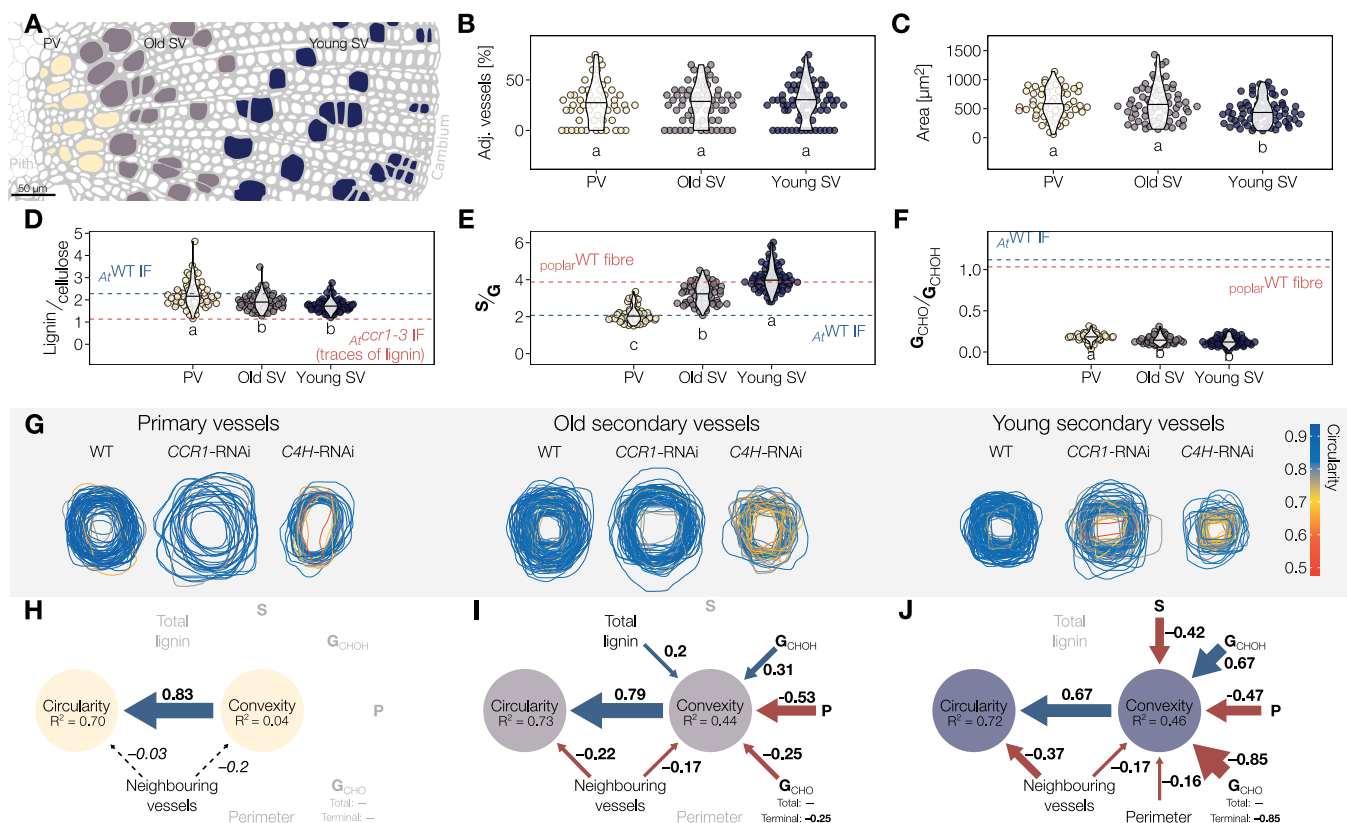 A
PV
Old SV
Young SV
Pith
Cambium
50 µm
B
Adj. vessels [%]
50
0
a
a
a
PV
Old SV
Young SV
C
Area [µm²]
1500
1000
500
0
a
a
b
PV
Old SV
Young SV
D
Lignin/cellulose
5
4
3
2
1
0
AtWT IF
a
b
b
Atccr1-3 IF
(traces of lignin)
PV
Old SV
Young SV
E
S/G
6
4
2
0
poplarWT fibre
AtWT IF
c
b
a
PV
Old SV
Young SV
F
GCHO/GCHOH
1.0
0.5
0.0
AtWT IF
poplarWT fibre
a
b
b
PV
Old SV
Young SV
G
Primary vessels
WT
CCR1-RNAi
C4H-RNAi
Old secondary vessels
WT
CCR1-RNAi
C4H-RNAi
Young secondary vessels
WT
CCR1-RNAi
C4H-RNAi
Circularity
0.9
0.8
0.7
0.6
0.5
H
Total
lignin
S
GCHOH
P
GCHO
Total: —
Terminal: —
Perimeter
Circularity
R² = 0.70
0.83
Convexity
R² = 0.04
−0.03
−0.2
Neighbouring
vessels
I
Total
lignin
S
GCHOH
0.2
0.31
Circularity
R² = 0.73
0.79
Convexity
R² = 0.44
−0.53
P
−0.22
−0.17
−0.25
Neighbouring
vessels
Perimeter
GCHO
Total: —
Terminal: −0.25
J
Total
lignin
S
−0.42
GCHOH
0.67
Circularity
R² = 0.72
0.67
Convexity
R² = 0.46
−0.47
P
−0.37
−0.17
−0.16
−0.85
Neighbouring
vessels
Perimeter
GCHO
Total: —
Terminal: −0.85